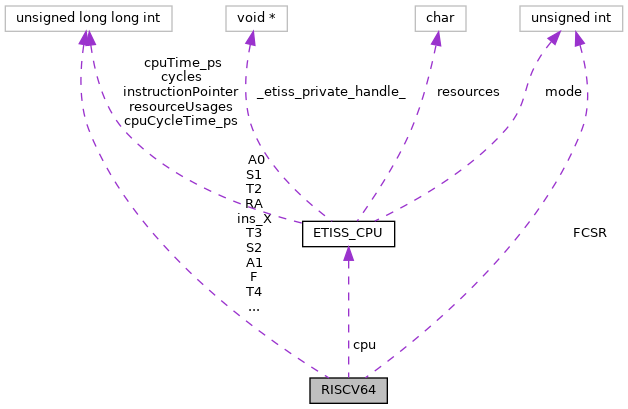 unsigned long long int
void *
char
unsigned int
cpuTime_ps
cycles
instructionPointer
resourceUsages
cpuCycleTime_ps
_etiss_private_handle_
resources
mode
A0
S1
T2
RA
ins_X
T3
S2
A1
F
T4
...
ETISS_CPU
FCSR
cpu
RISCV64